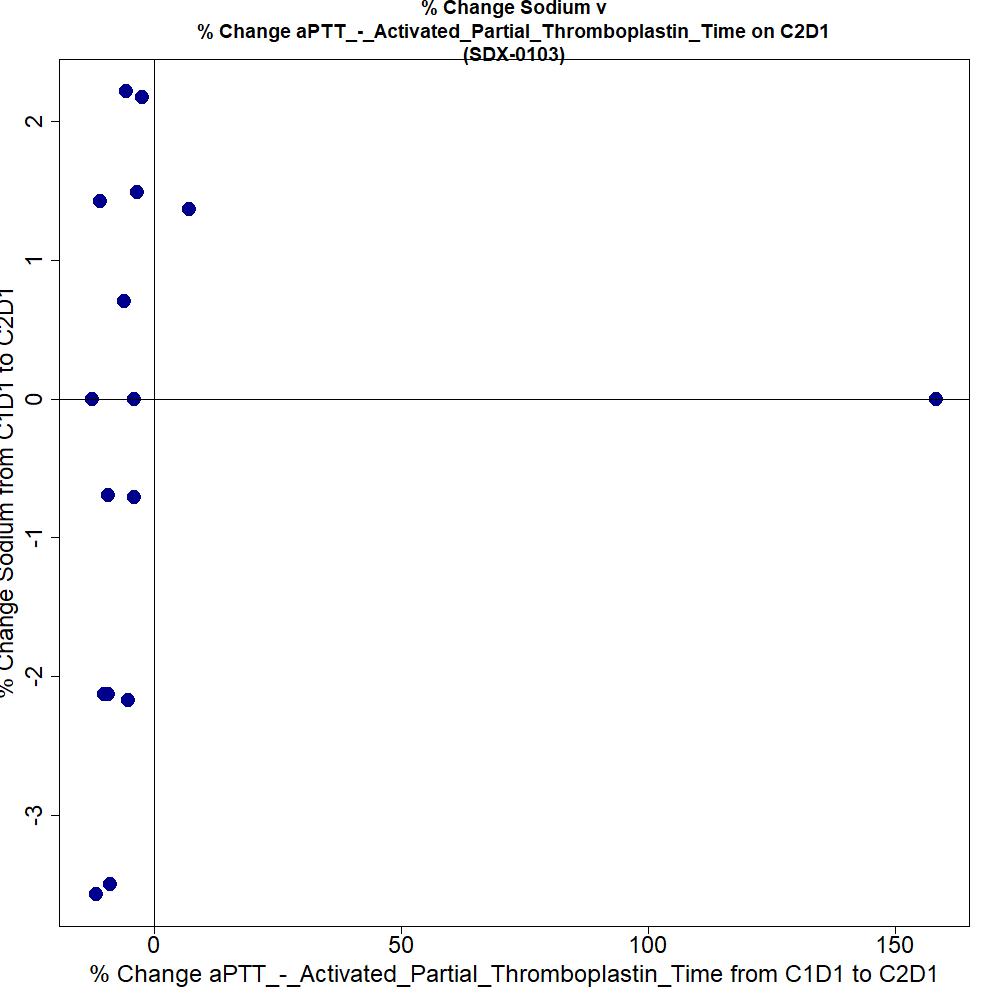 % Change Sodium v
% Change aPTT_-_Activated_Partial_Thromboplastin_Time on C2D1
(SDX-0103)
% Change Sodium from C1D1 to C2D1
2
1
0
-1
-2
-3
0 50 100 150
% Change aPTT_-_Activated_Partial_Thromboplastin_Time from C1D1 to C2D1